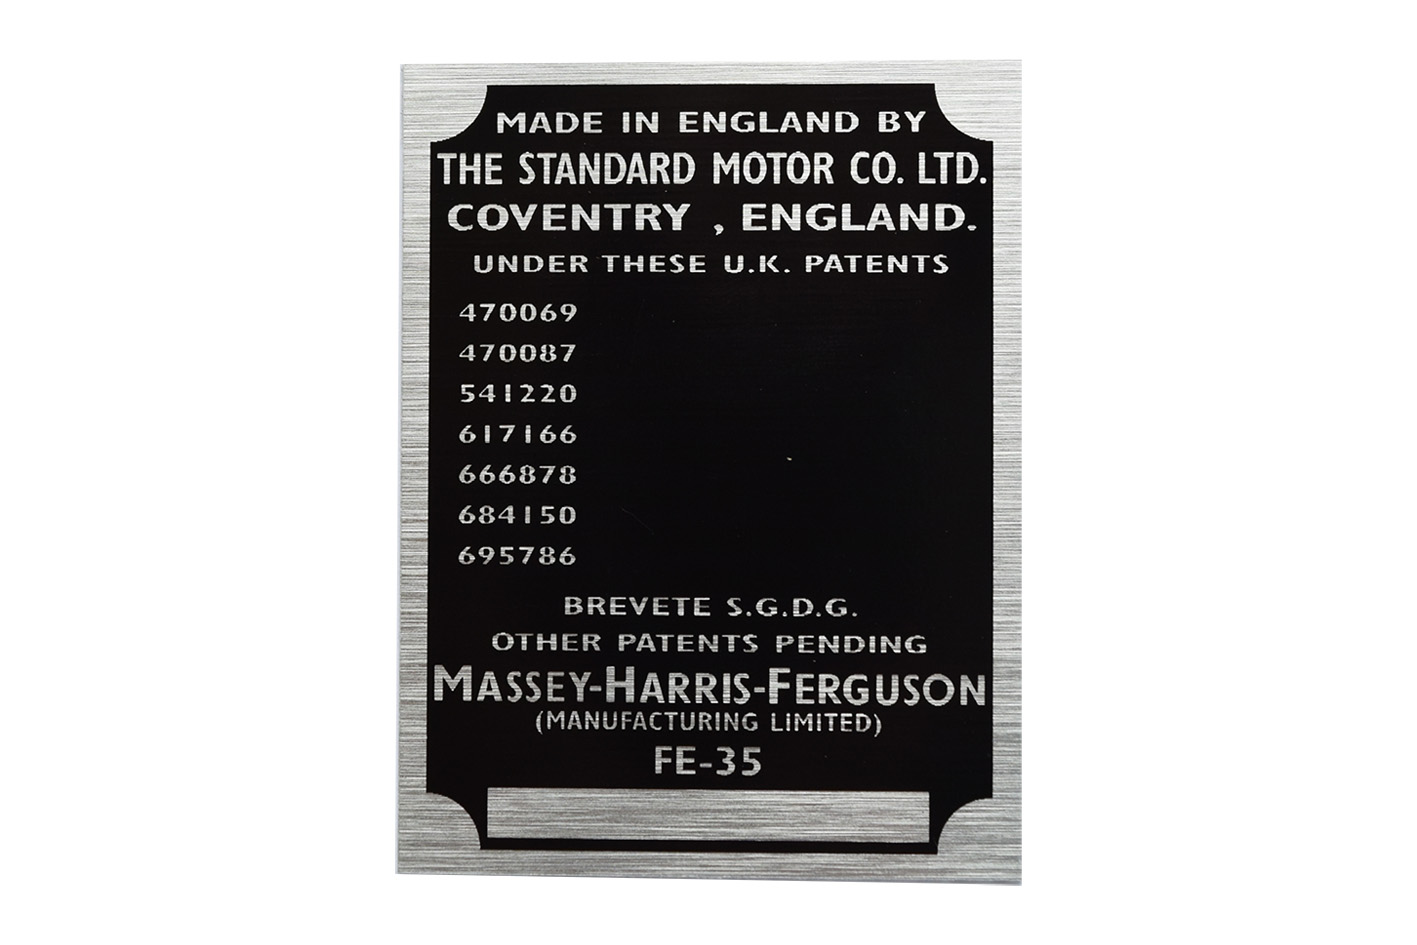 MADE IN ENGLAND BY
THE STANDARD MOTOR CO. LTD.
COVENTRY , ENGLAND.
UNDER THESE U.K. PATENTS
470069
470087
541220
617166
666878
684150
695786
BREVETE S.G.D.G.
OTHER PATENTS PENDING
MASSEY-HARRIS-FERGUSON
(MANUFACTURING LIMITED)
FE-35